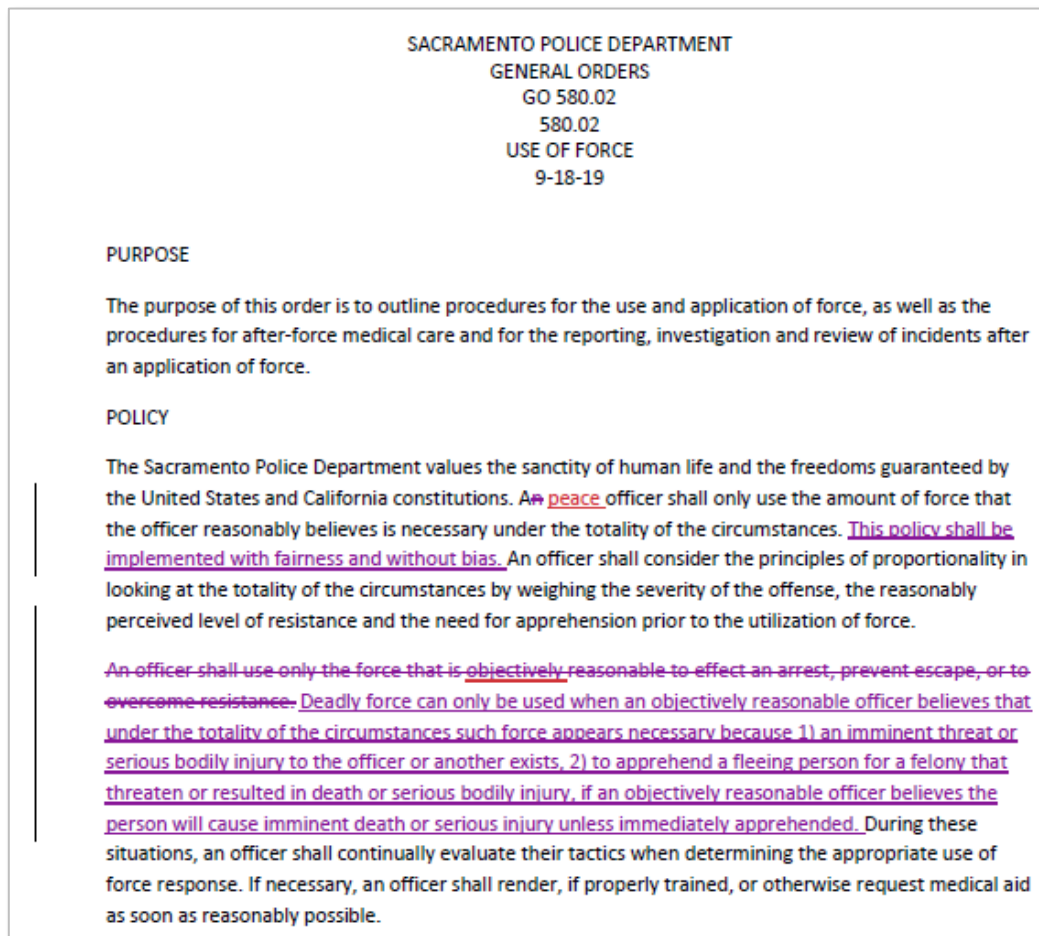 SACRAMENTO POLICE DEPARTMENT
GENERAL ORDERS
GO 580.02
580.02
USE OF FORCE
9-18-19
PURPOSE
The purpose of this order is to outline procedures for the use and application of force, as well as the
procedures for after-force medical care and for the reporting, investigation and review of incidents after
an application of force.
POLICY
The Sacramento Police Department values the sanctity of human life and the freedoms guaranteed by
the United States and California constitutions. An peace officer shall only use the amount of force that
the officer reasonably believes is necessary under the totality of the circumstances. This policy shall be
implemented with fairness and without bias. An officer shall consider the principles of proportionality in
looking at the totality of the circumstances by weighing the severity of the offense, the reasonably
perceived level of resistance and the need for apprehension prior to the utilization of force.
An officer shall use only the force that is objectively reasonable to effect an arrest, prevent escape, or to
overcome resistance. Deadly force can only be used when an objectively reasonable officer believes that
under the totality of the circumstances such force appears necessary because 1) an imminent threat or
serious bodily injury to the officer or another exists, 2) to apprehend a fleeing person for a felony that
threaten or resulted in death or serious bodily injury, if an objectively reasonable officer believes the
person will cause imminent death or serious injury unless immediately apprehended. During these
situations, an officer shall continually evaluate their tactics when determining the appropriate use of
force response. If necessary, an officer shall render, if properly trained, or otherwise request medical aid
as soon as reasonably possible.